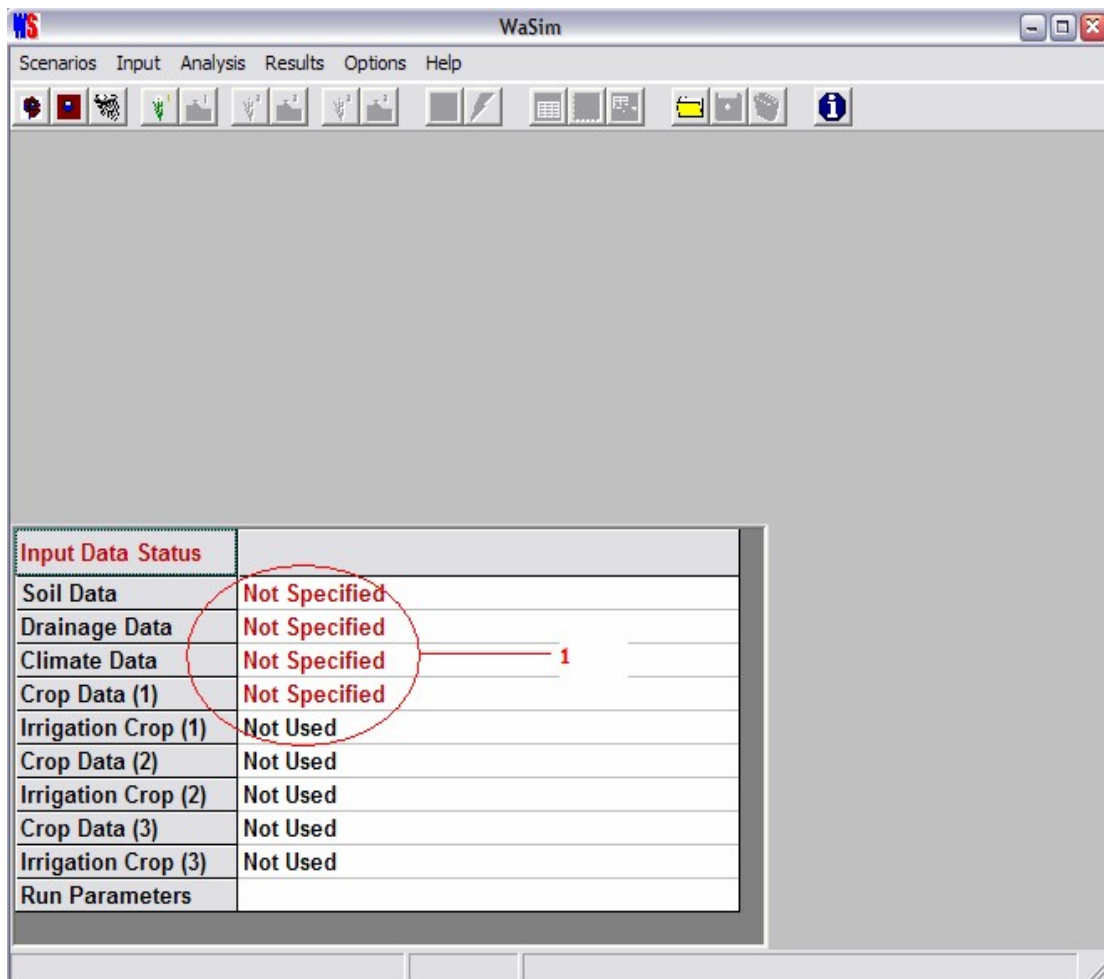 WS WaSim
Scenarios Input Analysis Results Options Help
Input Data Status
Soil Data Not Specified
Drainage Data Not Specified
Climate Data Not Specified 1
Crop Data (1) Not Specified
Irrigation Crop (1) Not Used
Crop Data (2) Not Used
Irrigation Crop (2) Not Used
Crop Data (3) Not Used
Irrigation Crop (3) Not Used
Run Parameters